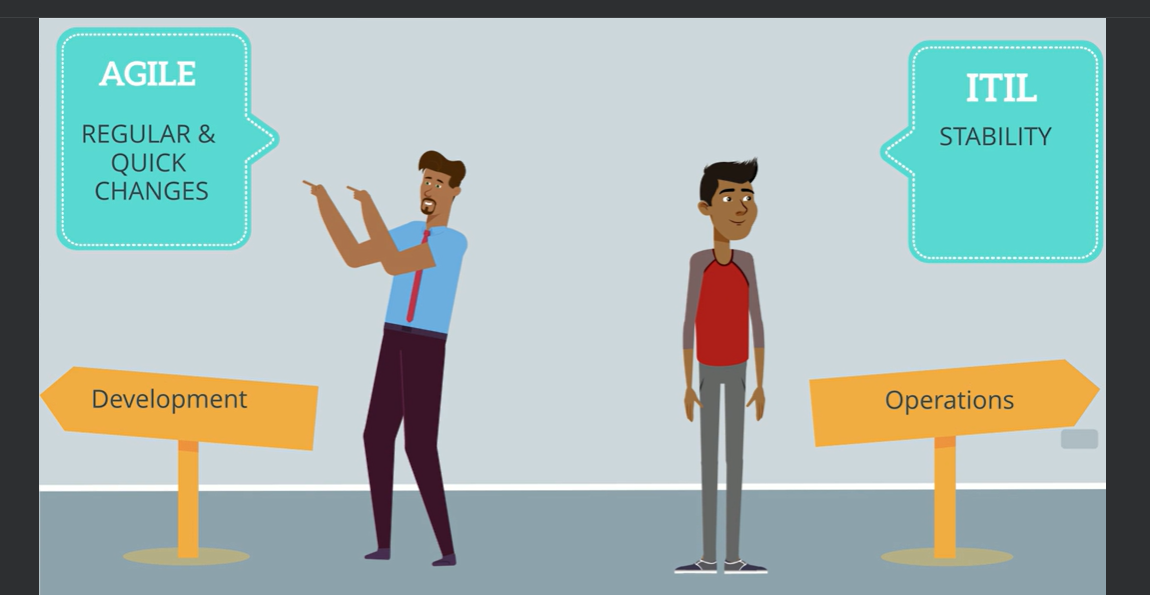 AGILE
REGULAR &
QUICK
CHANGES
ITIL
STABILITY
Development
Operations